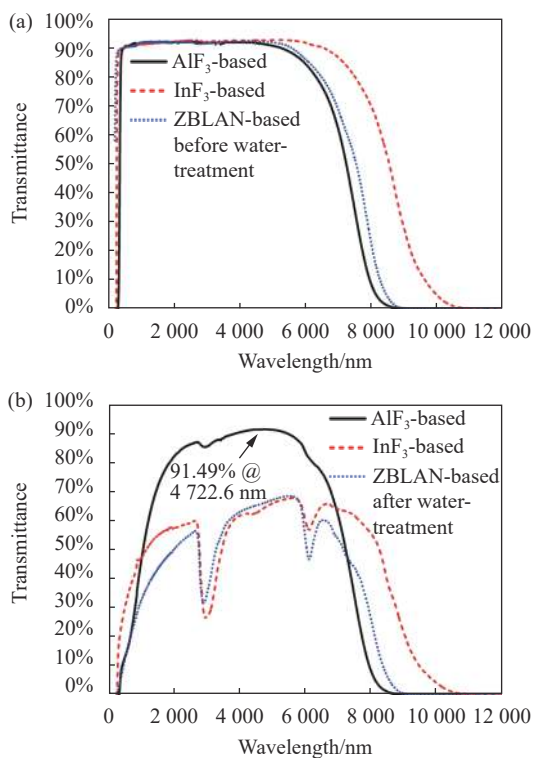 (a)
100%
90%
80%
70%
60%
50%
40%
30%
20%
10%
0%
Transmittance
AlF₃-based
InF₃-based
ZBLAN-based
before water-
treatment
0 2 000 4 000 6 000 8 000 10 000 12 000
Wavelength/nm
(b)
100%
90%
80%
70%
60%
50%
40%
30%
20%
10%
0%
Transmittance
AlF₃-based
InF₃-based
ZBLAN-based
after water-
treatment
91.49% @
4 722.6 nm
0 2 000 4 000 6 000 8 000 10 000 12 000
Wavelength/nm